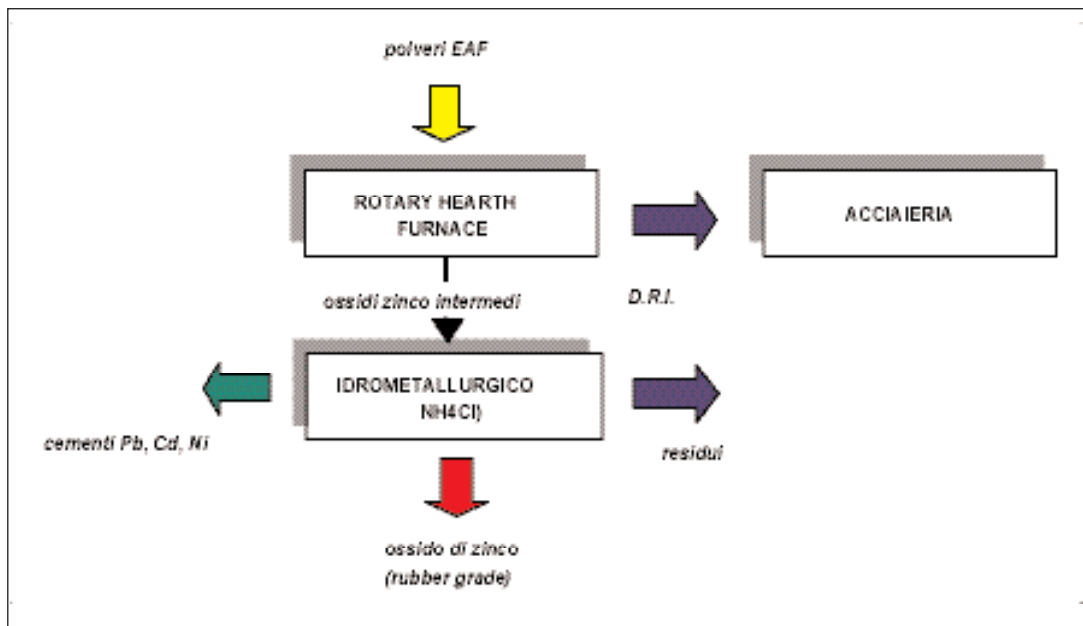 polveri EAF
ROTARY HEARTH
FURNACE
ACCIAIERIA
ossidi zinco intermedi
D.R.I.
IDROMETALLURGICO
NH4Cl)
cementi Pb, Cd, Ni
residui
ossido di zinco
(rubber grade)